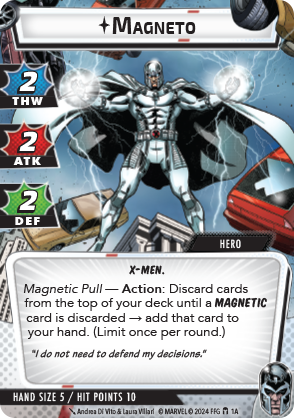 Magneto
2
THW
2
ATK
2
DEF
HERO
X-MEN.
Magnetic Pull — Action: Discard cards
from the top of your deck until a MAGNETIC
card is discarded → add that card to
your hand. (Limit once per round.)
"I do not need to defend my decisions."
HAND SIZE 5 / HIT POINTS 10
Andrea Di Vito & Laura Villari © MARVEL © 2024 FFG 1A